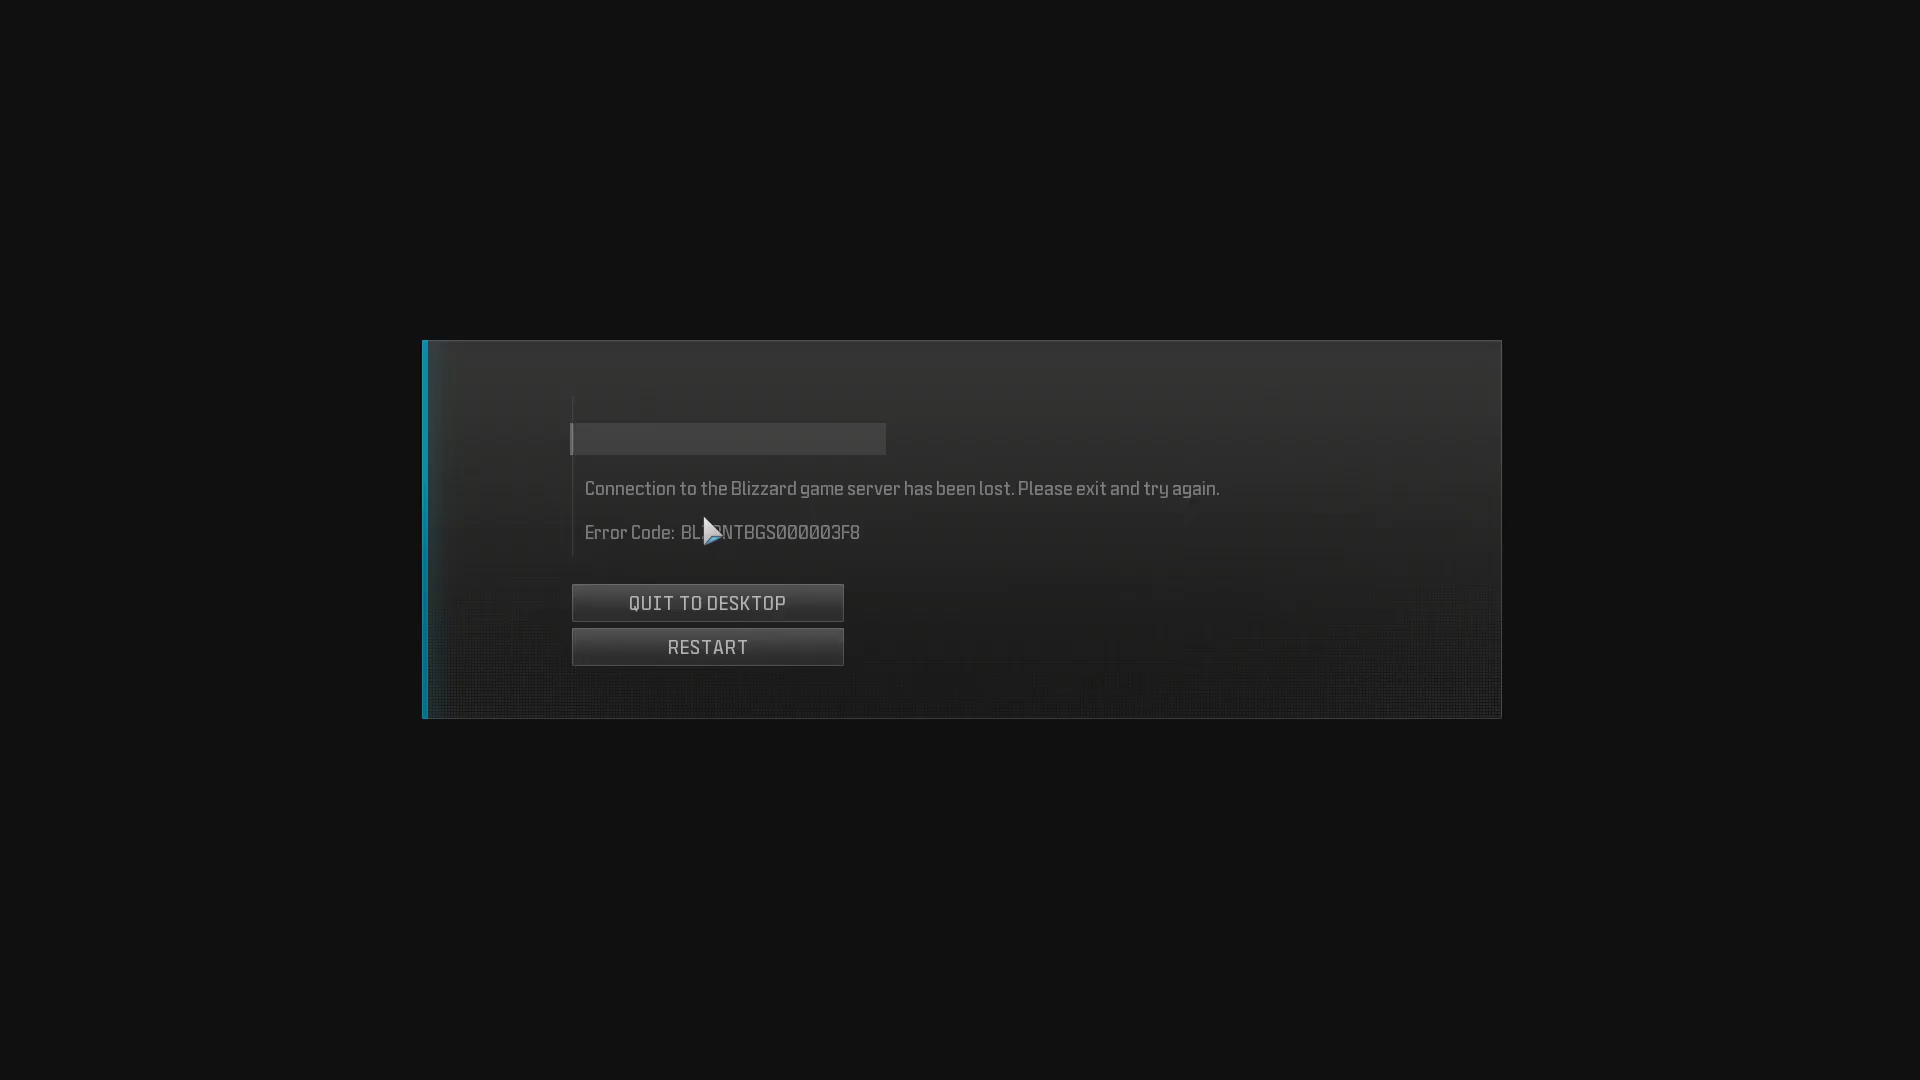 Connection to the Blizzard game server has been lost. Please exit and try again.
Error Code:
QUIT TO DESKTOP
RESTART